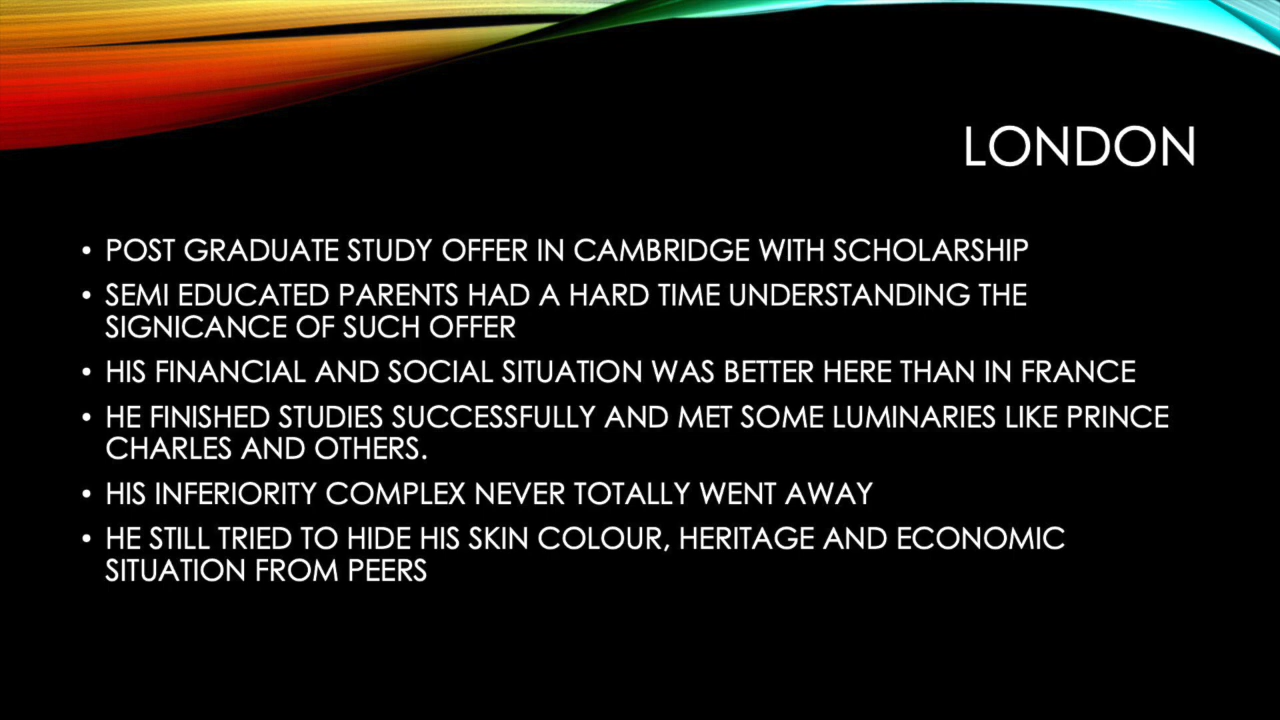 LONDON
• POST GRADUATE STUDY OFFER IN CAMBRIDGE WITH SCHOLARSHIP
• SEMI EDUCATED PARENTS HAD A HARD TIME UNDERSTANDING THE
SIGNICANCE OF SUCH OFFER
• HIS FINANCIAL AND SOCIAL SITUATION WAS BETTER HERE THAN IN FRANCE
• HE FINISHED STUDIES SUCCESSFULLY AND MET SOME LUMINARIES LIKE PRINCE
CHARLES AND OTHERS.
• HIS INFERIORITY COMPLEX NEVER TOTALLY WENT AWAY
• HE STILL TRIED TO HIDE HIS SKIN COLOUR, HERITAGE AND ECONOMIC
SITUATION FROM PEERS